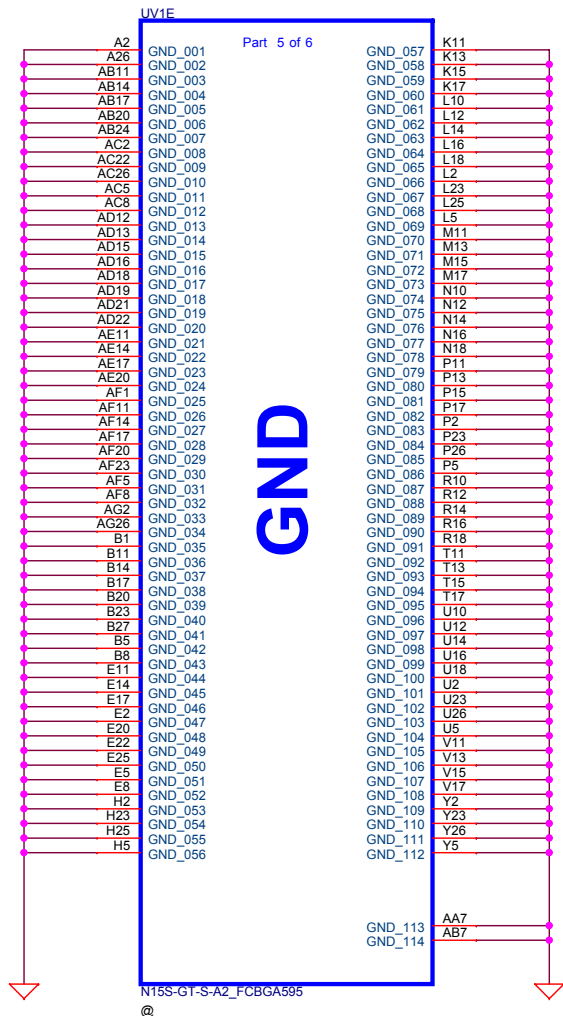 UV1E
Part 5 of 6
A2 GND_001 GND_057 K11
A26 GND_002 GND_058 K13
AB11 GND_003 GND_059 K15
AB14 GND_004 GND_060 K17
AB17 GND_005 GND_061 L10
AB20 GND_006 GND_062 L12
AB24 GND_007 GND_063 L14
AC2 GND_008 GND_064 L16
AC22 GND_009 GND_065 L18
AC26 GND_010 GND_066 L2
AC5 GND_011 GND_067 L23
AC8 GND_012 GND_068 L25
AD12 GND_013 GND_069 L5
AD13 GND_014 GND_070 M11
AD15 GND_015 GND_071 M13
AD16 GND_016 GND_072 M15
AD18 GND_017 GND_073 M17
AD19 GND_018 GND_074 N10
AD21 GND_019 GND_075 N12
AD22 GND_020 GND_076 N14
AE11 GND_021 GND_077 N16
AE14 GND_022 GND_078 N18
AE17 GND_023 GND_079 P11
AE20 GND_024 GND_080 P13
AF1 GND_025 GND_081 P15
AF11 GND_026 GND_082 P17
AF14 GND_027 GND_083 P2
AF17 GND_028 GND_084 P23
AF20 GND_029 GND_085 P26
AF23 GND_030 GND_086 P5
AF5 GND_031 GND_087 R10
AF8 GND_032 GND_088 R12
AG2 GND_033 GND_089 R14
AG26 GND_034 GND_090 R16
B1 GND_035 GND_091 R18
B11 GND_036 GND_092 T11
B14 GND_037 GND_093 T13
B17 GND_038 GND_094 T15
B20 GND_039 GND_095 T17
B23 GND_040 GND_096 U10
B27 GND_041 GND_097 U12
B5 GND_042 GND_098 U14
B8 GND_043 GND_099 U16
E11 GND_044 GND_100 U18
E14 GND_045 GND_101 U2
E17 GND_046 GND_102 U23
E2 GND_047 GND_103 U26
E20 GND_048 GND_104 U5
E22 GND_049 GND_105 V11
E25 GND_050 GND_106 V13
E5 GND_051 GND_107 V15
E8 GND_052 GND_108 V17
H2 GND_053 GND_109 Y2
H23 GND_054 GND_110 Y23
H25 GND_055 GND_111 Y26
H5 GND_056 GND_112 Y5
GND
GND_113 AA7
GND_114 AB7
N15S-GT-S-A2_FCBGA595
@